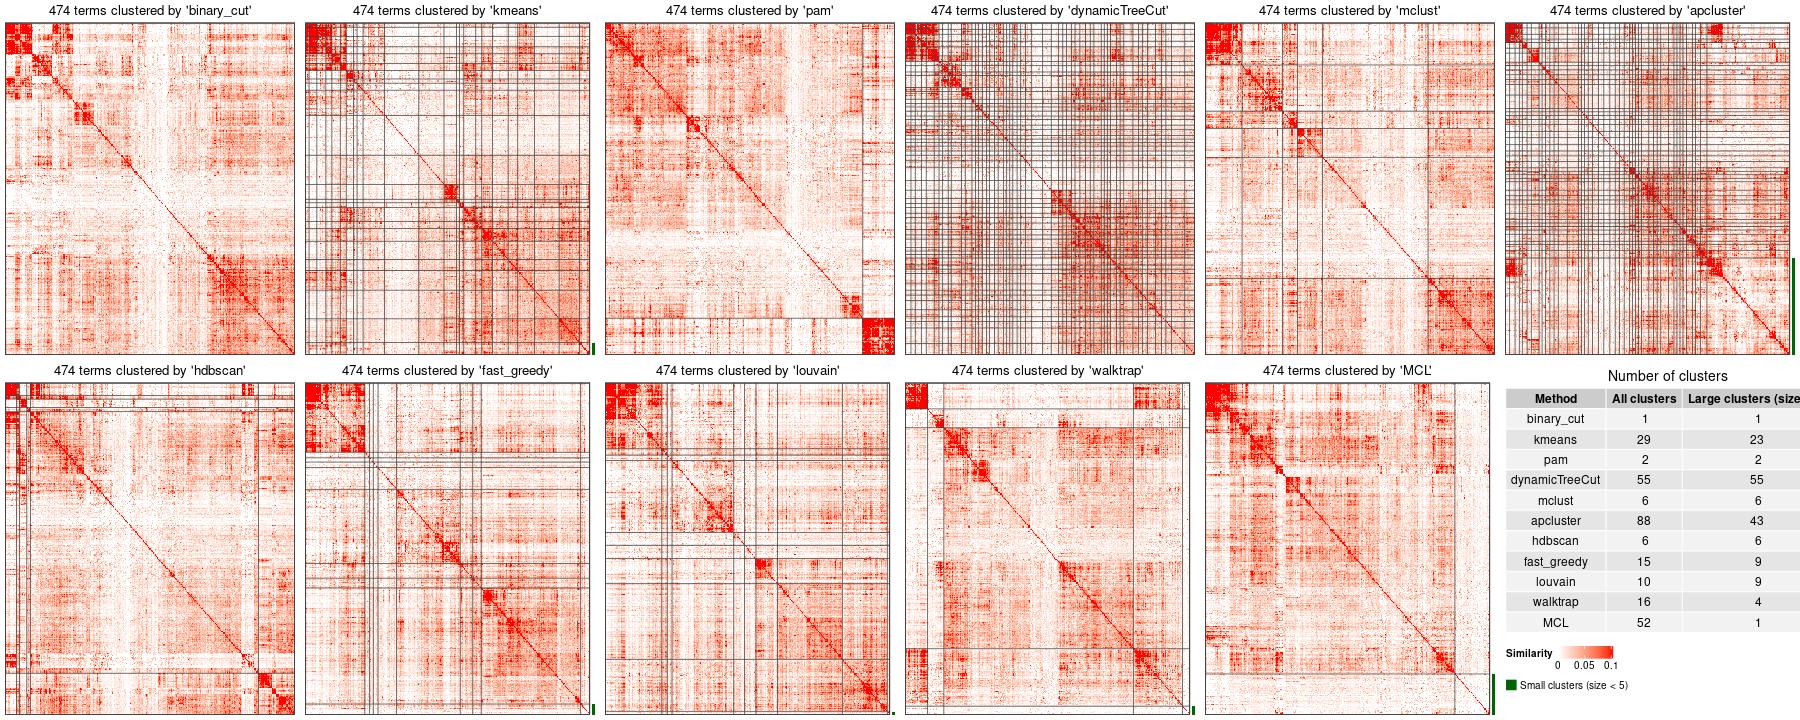 474 terms clustered by 'binary_cut'
474 terms clustered by 'kmeans'
474 terms clustered by 'pam'
474 terms clustered by 'dynamicTreeCut'
474 terms clustered by 'mclust'
474 terms clustered by 'apcluster'
474 terms clustered by 'hdbscan'
474 terms clustered by 'fast_greedy'
474 terms clustered by 'louvain'
474 terms clustered by 'walktrap'
474 terms clustered by 'MCL'
Number of clusters
Method All clusters Large clusters (size
binary_cut 1 1
kmeans 29 23
pam 2 2
dynamicTreeCut 55 55
mclust 6 6
apcluster 88 43
hdbscan 6 6
fast_greedy 15 9
louvain 10 9
walktrap 16 4
MCL 52 1
Similarity
0 0.05 0.1
Small clusters (size < 5)